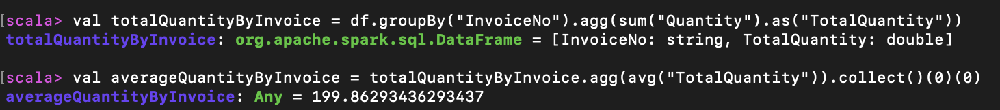 scala> val totalQuantityByInvoice = df.groupBy("InvoiceNo").agg(sum("Quantity").as("TotalQuantity"))
totalQuantityByInvoice: org.apache.spark.sql.DataFrame = [InvoiceNo: string, TotalQuantity: double]
scala> val averageQuantityByInvoice = totalQuantityByInvoice.agg(avg("TotalQuantity")).collect()(0)(0)
averageQuantityByInvoice: Any = 199.86293436293437